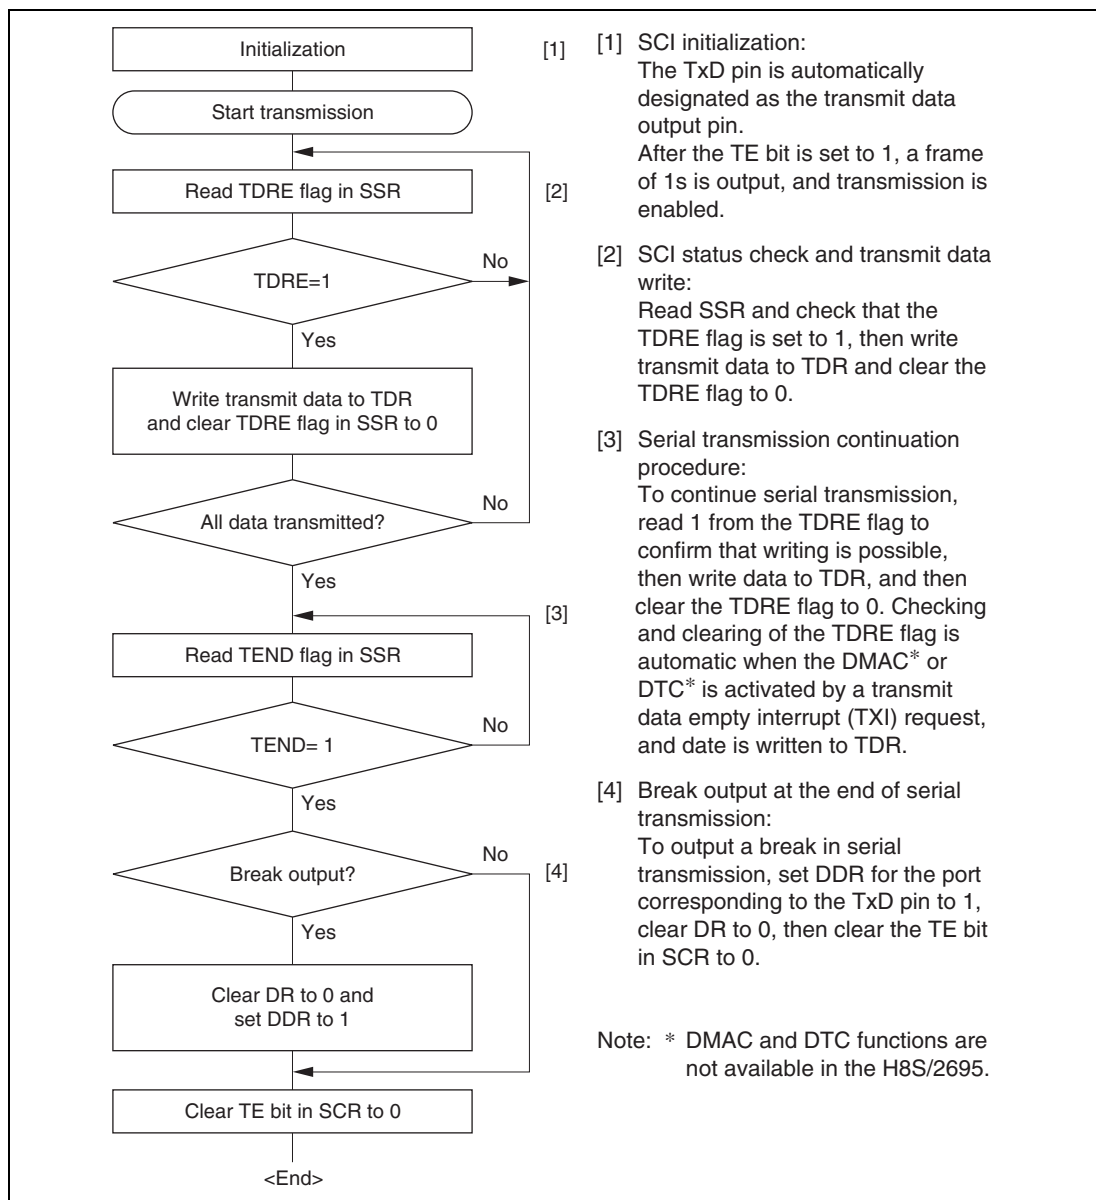 Initialization
[1]
Start transmission
Read TDRE flag in SSR
[2]
TDRE=1
No
Yes
Write transmit data to TDR
and clear TDRE flag in SSR to 0
All data transmitted?
No
Yes
[3]
Read TEND flag in SSR
TEND= 1
No
Yes
Break output?
No
[4]
Yes
Clear DR to 0 and
set DDR to 1
Clear TE bit in SCR to 0
<End>
[1] SCI initialization:
The TxD pin is automatically
designated as the transmit data
output pin.
After the TE bit is set to 1, a frame
of 1s is output, and transmission is
enabled.
[2] SCI status check and transmit data
write:
Read SSR and check that the
TDRE flag is set to 1, then write
transmit data to TDR and clear the
TDRE flag to 0.
[3] Serial transmission continuation
procedure:
To continue serial transmission,
read 1 from the TDRE flag to
confirm that writing is possible,
then write data to TDR, and then
clear the TDRE flag to 0. Checking
and clearing of the TDRE flag is
automatic when the DMAC* or
DTC* is activated by a transmit
data empty interrupt (TXI) request,
and date is written to TDR.
[4] Break output at the end of serial
transmission:
To output a break in serial
transmission, set DDR for the port
corresponding to the TxD pin to 1,
clear DR to 0, then clear the TE bit
in SCR to 0.
Note: * DMAC and DTC functions are
not available in the H8S/2695.